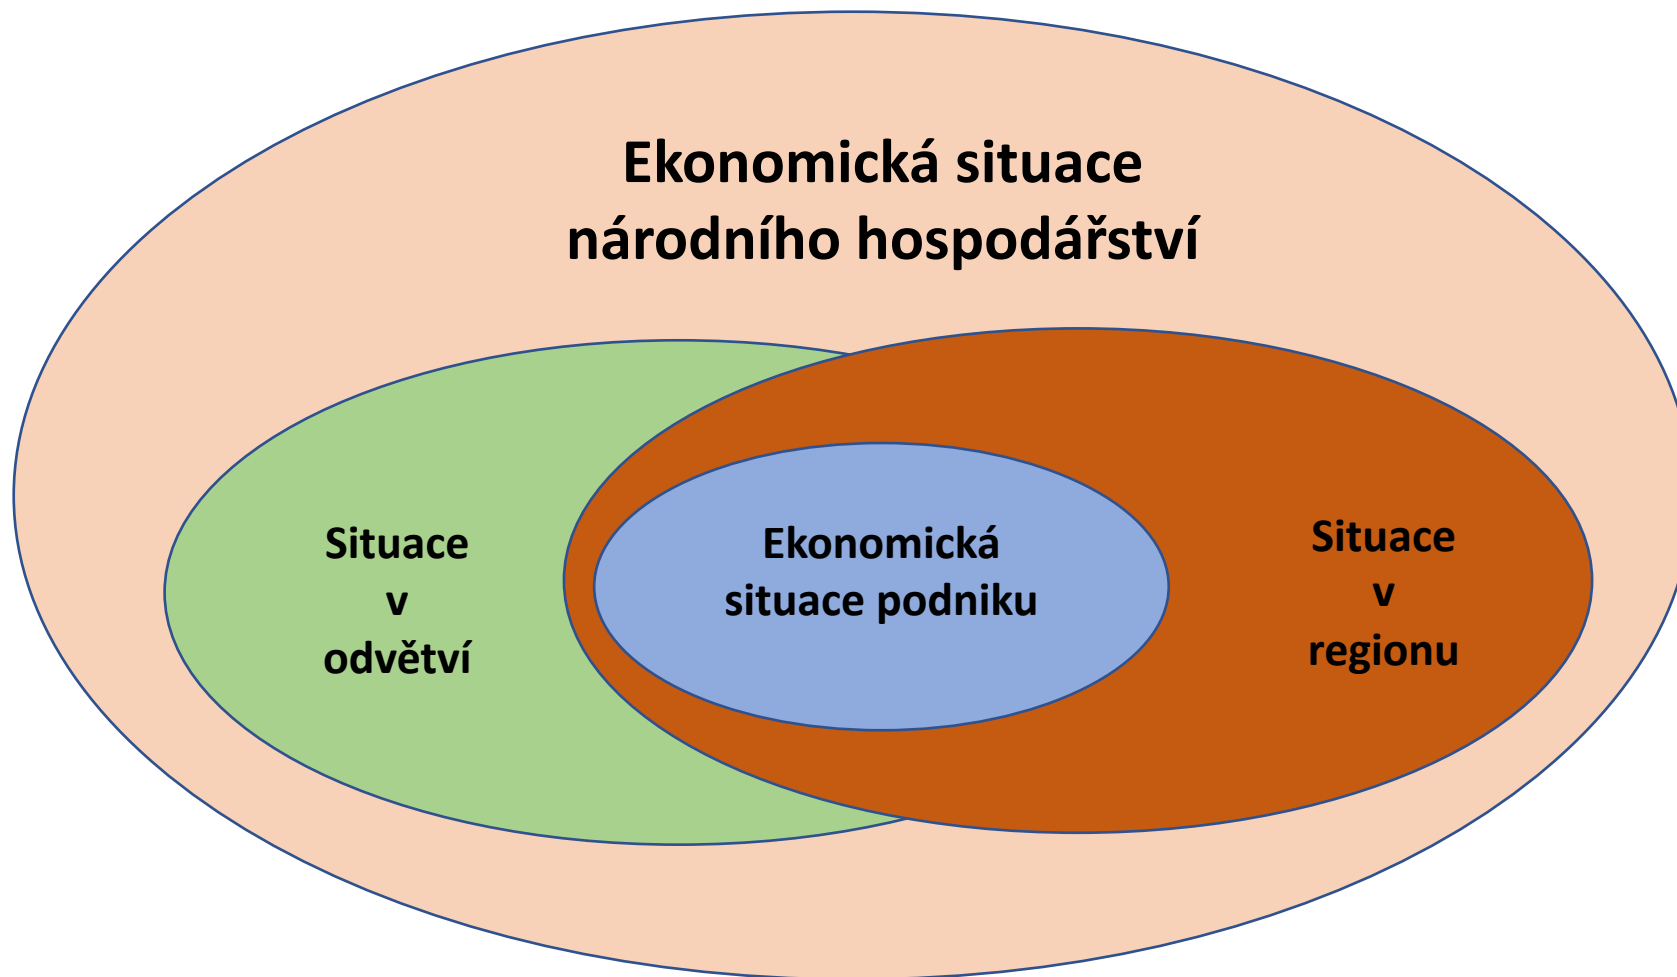 Ekonomická situace
národního hospodářství
Situace
v
odvětví
Ekonomická
situace podniku
Situace
v
regionu